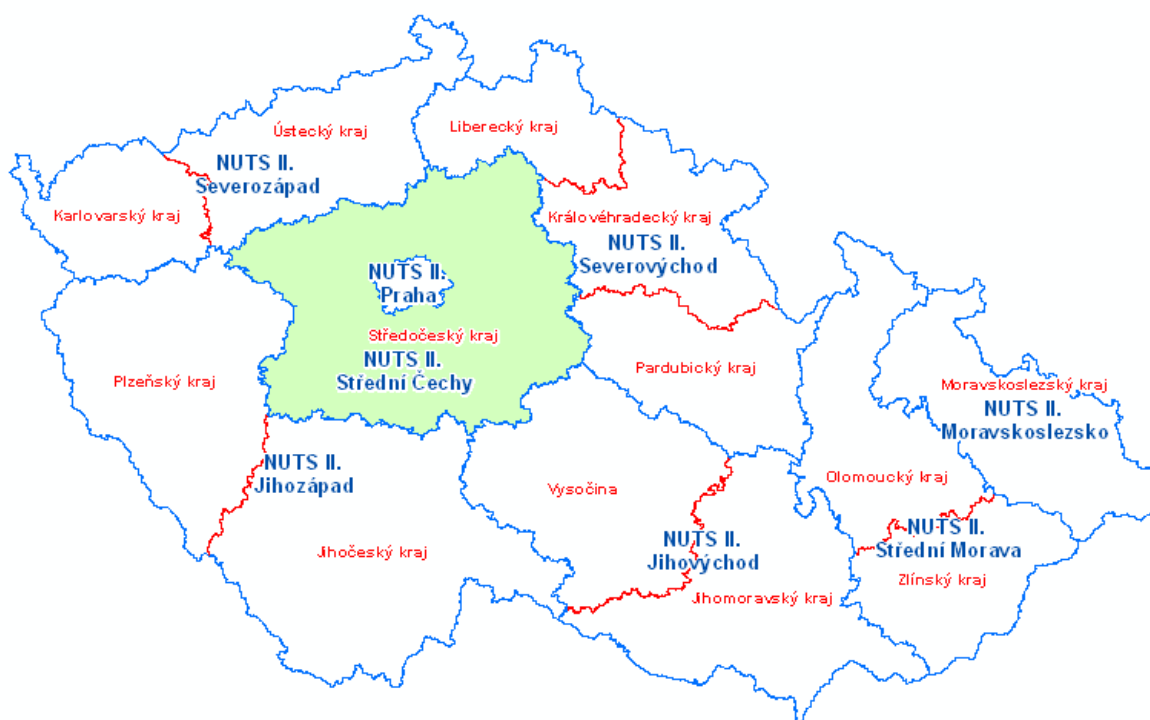 Ústecký kraj
Liberecký kraj
NUTS II.
Severozápad
Karlovarský kraj
Královéhradecký kraj
NUTS II.
Severovýchod
NUTS II.
Praha
Středočeský kraj
NUTS II.
Střední Čechy
Plzeňský kraj
Pardubický kraj
Moravskoslezský kraj
NUTS II.
Moravskoslezsko
NUTS II.
Jihozápad
Vysočina
Olomoucký kraj
Jihočeský kraj
NUTS II.
Jihovýchod
NUTS II.
Střední Morava
Zlínský kraj
Jihomoravský kraj